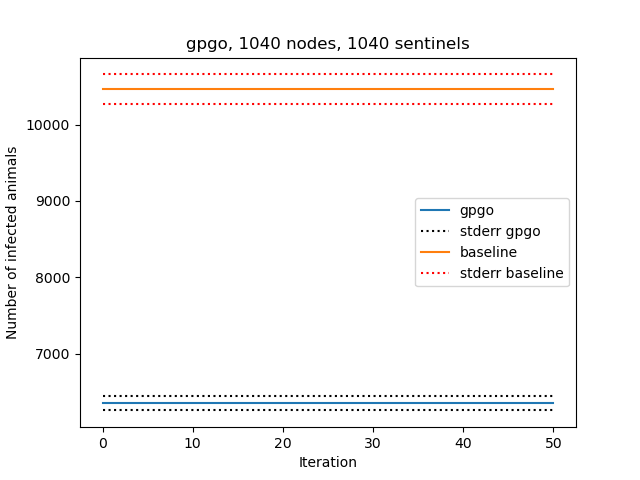 gpgo, 1040 nodes, 1040 sentinels
Number of infected animals
10000
9000
8000
7000
gpgo
stderr gpgo
baseline
stderr baseline
0 10 20 30 40 50
Iteration